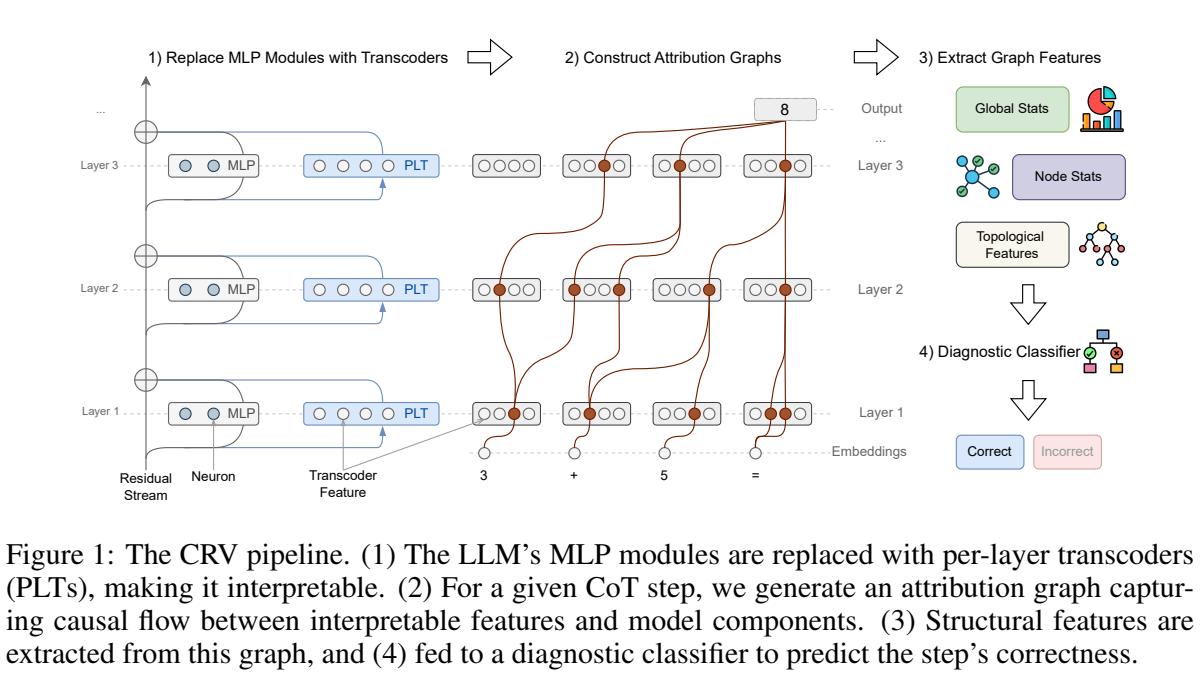 1) Replace MLP Modules with Transcoders
2) Construct Attribution Graphs
3) Extract Graph Features
...
8
Output
...
Global Stats
Layer 3
MLP
PLT
Layer 3
Node Stats
Topological
Features
Layer 2
MLP
PLT
Layer 2
4) Diagnostic Classifier
Layer 1
MLP
PLT
Layer 1
Embeddings
Correct
Incorrect
Residual
Stream
Neuron
Transcoder
Feature
3
+
5
=
Figure 1: The CRV pipeline. (1) The LLM's MLP modules are replaced with per-layer transcoders
(PLTs), making it interpretable. (2) For a given CoT step, we generate an attribution graph captur-
ing causal flow between interpretable features and model components. (3) Structural features are
extracted from this graph, and (4) fed to a diagnostic classifier to predict the step's correctness.